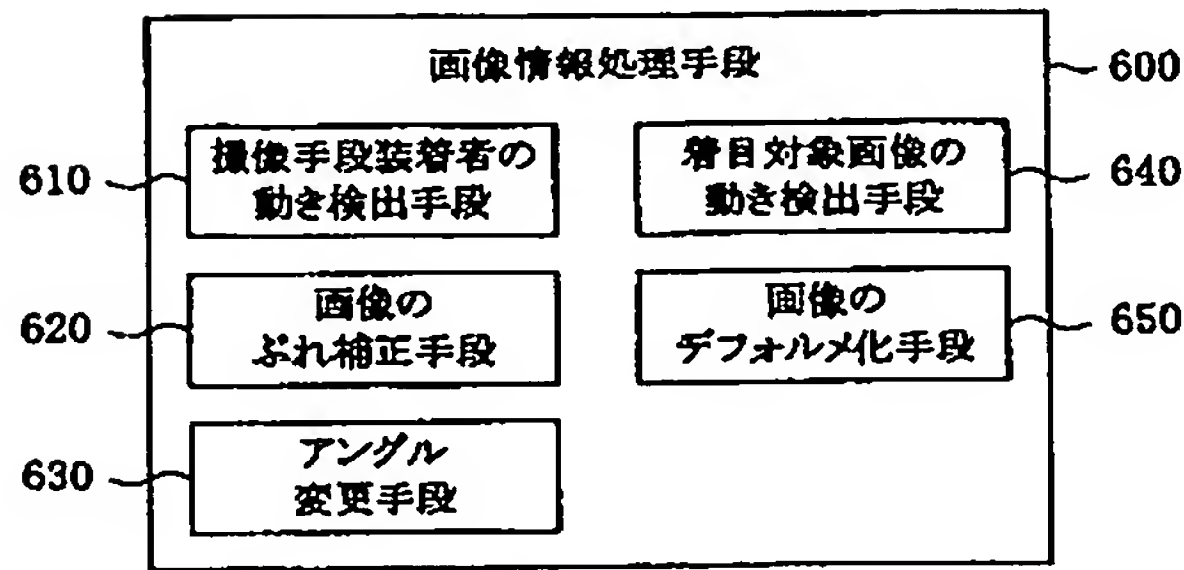 画像情報処理手段
600
610
撮像手段装着者の
動き検出手段
着目対象画像の
動き検出手段
640
620
画像の
ぶれ補正手段
画像の
デフォルメ化手段
650
630
アングル
変更手段